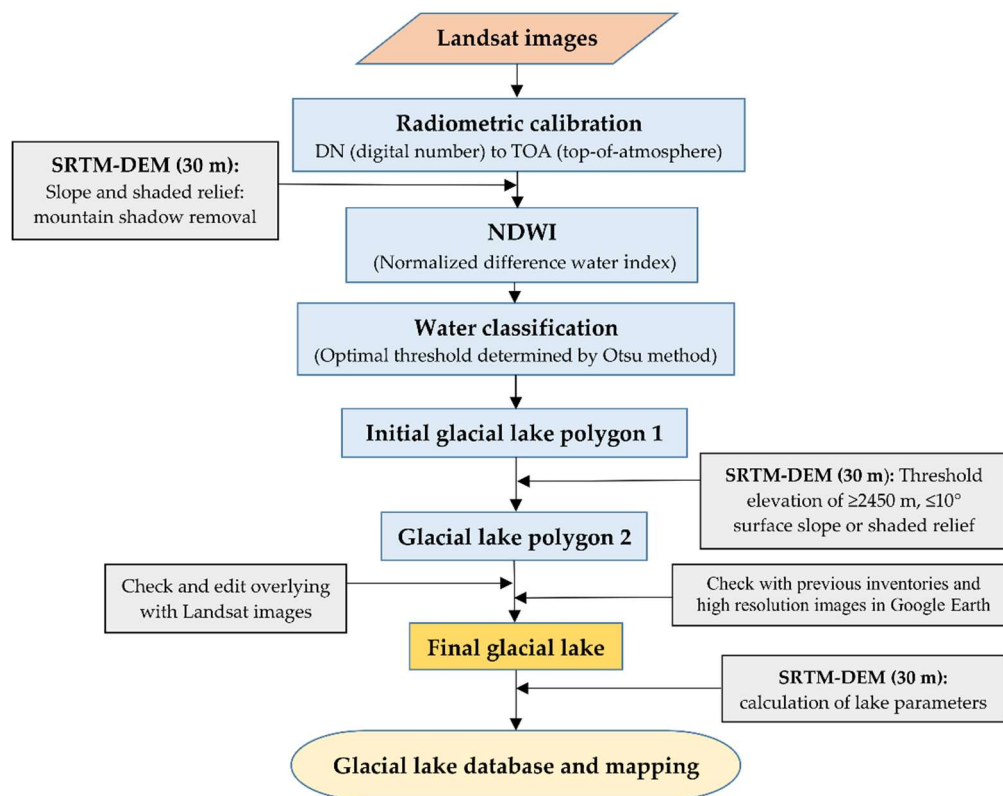 Landsat images
Radiometric calibration
DN (digital number) to TOA (top-of-atmosphere)
SRTM-DEM (30 m):
Slope and shaded relief:
mountain shadow removal
NDWI
(Normalized difference water index)
Water classification
(Optimal threshold determined by Otsu method)
Initial glacial lake polygon 1
SRTM-DEM (30 m): Threshold
elevation of ≥2450 m, ≤10°
surface slope or shaded relief
Glacial lake polygon 2
Check and edit overlying
with Landsat images
Check with previous inventories and
high resolution images in Google Earth
Final glacial lake
SRTM-DEM (30 m):
calculation of lake parameters
Glacial lake database and mapping